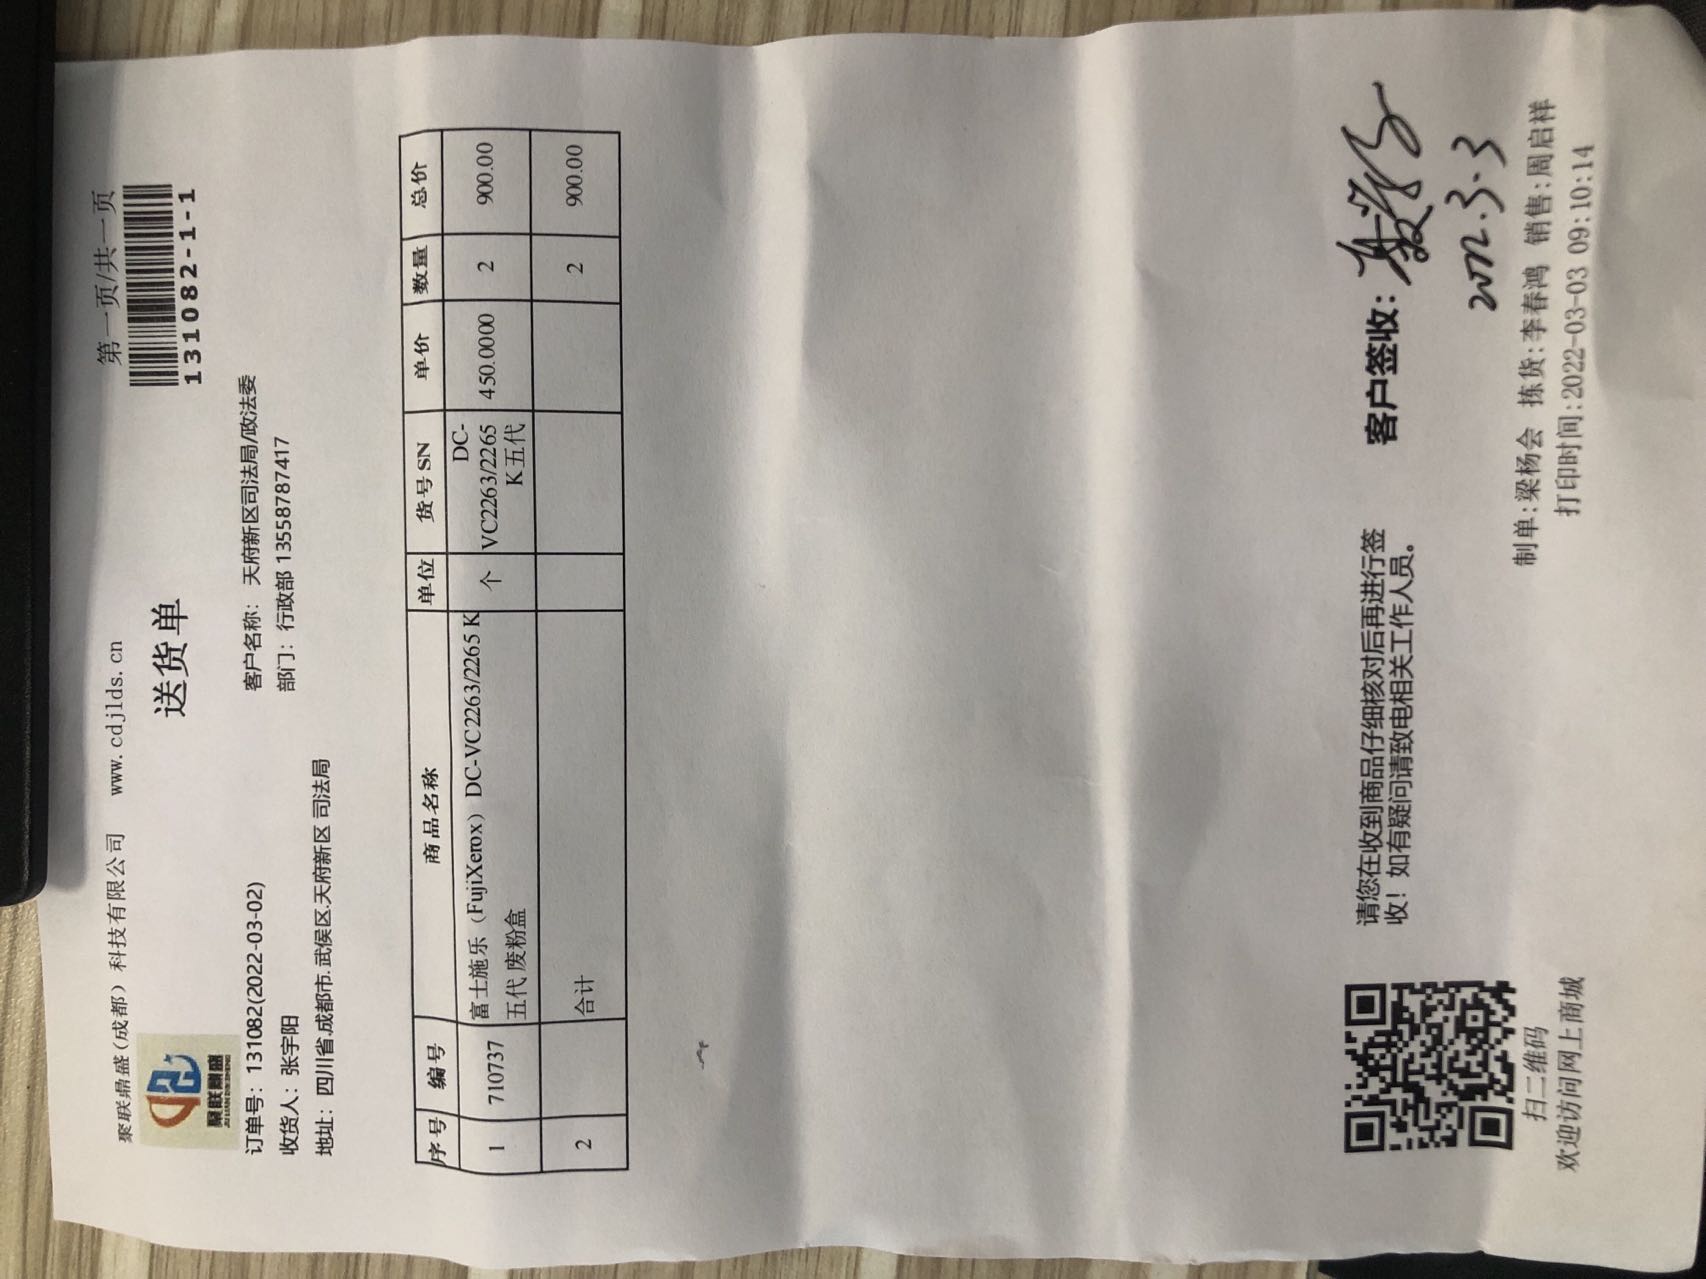 聚联鼎盛(成都)科技有限公司 www.cdjlds.cn 第一页/共一页
聚联鼎盛
131082-1-1
送货单
订单号：131082(2022-03-02) 客户名称： 天府新区司法局/政法委
收货人：张宇阳 部门：行政部 13558787417
地址：四川省.成都市.武侯区.天府新区 司法局
序号 编号 商品名称 单位 货号SN 单价 数量 总价
1 710737 富士施乐（FujiXerox）DC-VC2263/2265 K 个 DC- 450.0000 2 900.00
五代 废粉盒 VC2263/2265
K五代
2 合计 2 900.00
请您在收到商品仔细核对后再进行签
收！如有疑问请致电相关工作人员。
客户签收:
2022.3.3
扫二维码
欢迎访问网上商城
制单:梁杨会 拣货:李春鸿 销售:周启祥
打印时间:2022-03-03 09:10:14